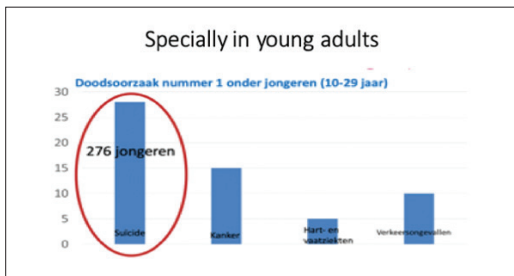 Specially in young adults
Doodsoorzaak nummer 1 onder jongeren (10-29 jaar)
30
25
20
15
10
5
0
276 jongeren
Suicide
Kanker
Hart- en
vaatziekten
Verkeersongevallen